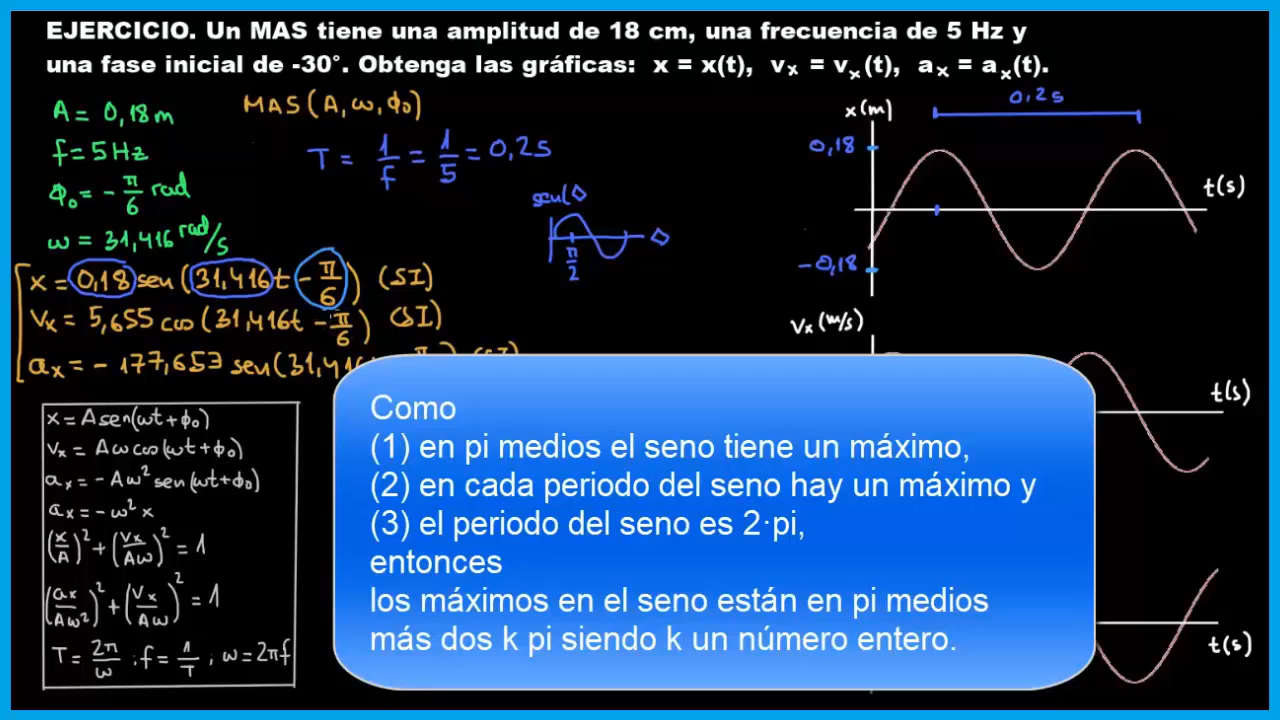 EJERCICIO. Un MAS tiene una amplitud de 18 cm, una frecuencia de 5 Hz y
una fase inicial de -30°. Obtenga las gráficas: x = x(t), vₓ = vₓ(t), aₓ = aₓ(t).
A = 0,18 m
f = 5 Hz
ϕ₀ = - π/6 rad
ω = 31,416 rad/s
MAS (A, ω, ϕ₀)
T = 1/f = 1/5 = 0,2 s
sen(◇
◇
π/2
x = 0,18 sen (31,416 t - π/6) (SI)
vₓ = 5,655 cos (31,416t - π/6) (SI)
aₓ = - 177,653 sen (31,416
x = A sen(ωt + ϕ₀)
vₓ = Aω cos(ωt + ϕ₀)
aₓ = - Aω² sen(ωt + ϕ₀)
aₓ = - ω² x
(x/A)² + (vₓ/Aω)² = 1
(aₓ/Aω²)² + (vₓ/Aω)² = 1
T = 2π/ω ; f = 1/T ; ω = 2πf
0,2 s
x (m)
0,18
-0,18
t (s)
vₓ (m/s)
t (s)
t (s)
Como
(1) en pi medios el seno tiene un máximo,
(2) en cada periodo del seno hay un máximo y
(3) el periodo del seno es 2·pi,
entonces
los máximos en el seno están en pi medios
más dos k pi siendo k un número entero.